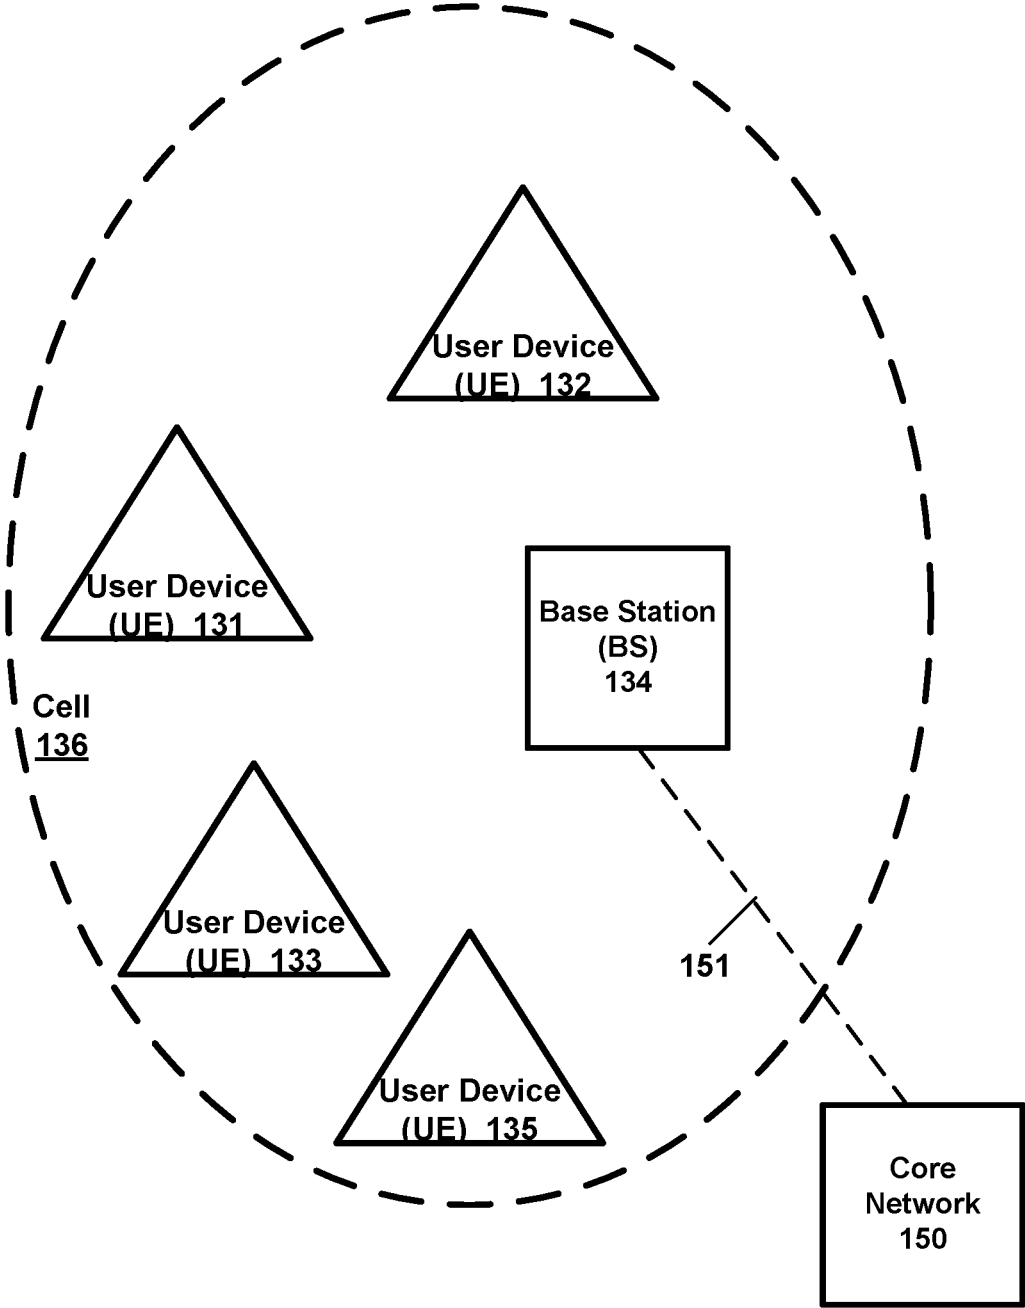 User Device
(UE) 132
User Device
(UE) 131
Base Station
(BS)
134
Cell
136
User Device
(UE) 133
151
User Device
(UE) 135
Core
Network
150